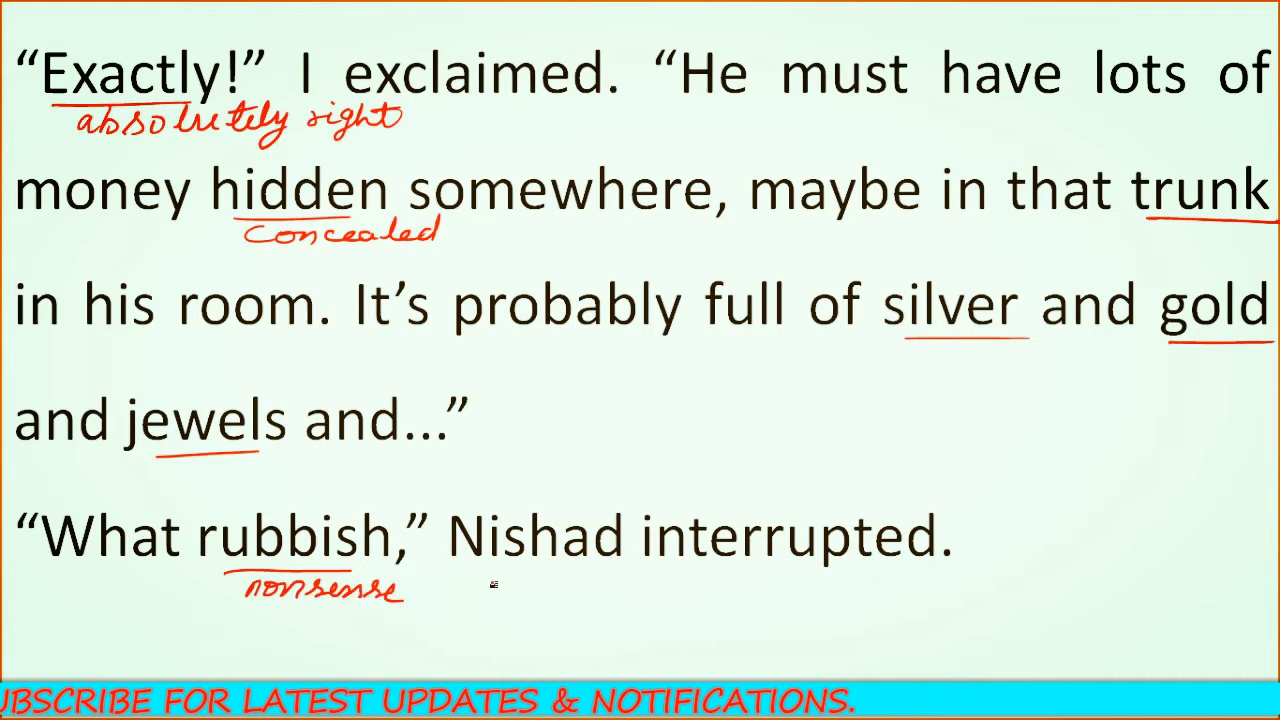 “Exactly!” I exclaimed. “He must have lots of
absolutely right
money hidden somewhere, maybe in that trunk
concealed
in his room. It’s probably full of silver and gold
and jewels and...”
“What rubbish,” Nishad interrupted.
nonsense
UBSCRIBE FOR LATEST UPDATES & NOTIFICATIONS.